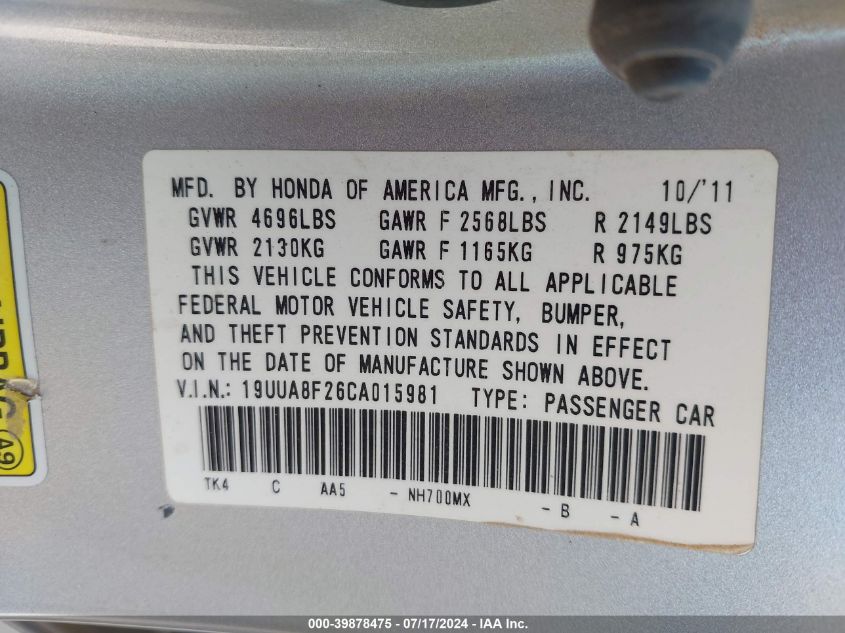 MFD. BY HONDA OF AMERICA MFG., INC. 10/'11
GVWR 4696LBS GAWR F 2568LBS R 2149LBS
GVWR 2130KG GAWR F 1165KG R 975KG
THIS VEHICLE CONFORMS TO ALL APPLICABLE
FEDERAL MOTOR VEHICLE SAFETY, BUMPER,
AND THEFT PREVENTION STANDARDS IN EFFECT
ON THE DATE OF MANUFACTURE SHOWN ABOVE.
V.I.N.: 19UUA8F26CA015981 TYPE: PASSENGER CAR
TK4 C AA5 - NH700MX - B - A
A9
000-39878475 - 07/17/2024 - IAA Inc.